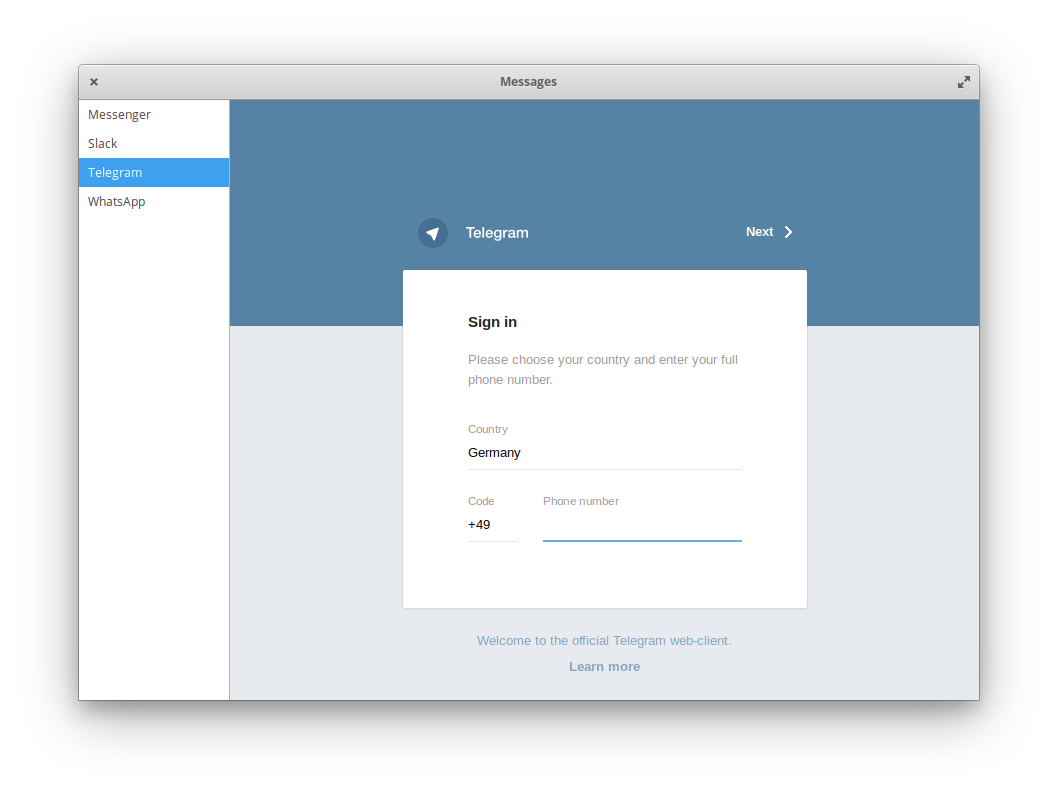 Messages
Messenger
Slack
Telegram
WhatsApp
Telegram
Next
Sign in
Please choose your country and enter your full
phone number.
Country
Germany
Code
Phone number
+49
Welcome to the official Telegram web-client.
Learn more